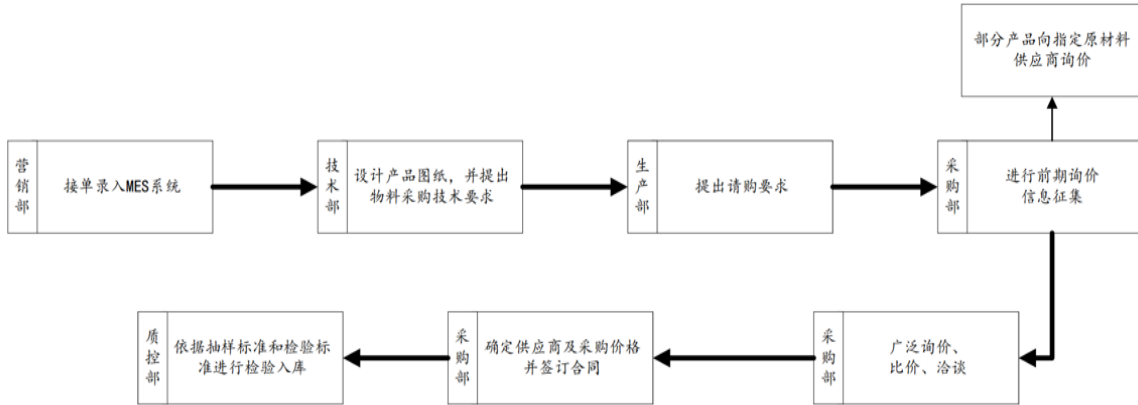 部分产品向指定原材料
供应商询价
营销部
接单录入MES系统
技术部
设计产品图纸，并提出
物料采购技术要求
生产部
提出请购要求
采购部
进行前期询价
信息征集
质控部
依据抽样标准和检验标
准进行检验入库
采购部
确定供应商及采购价格
并签订合同
采购部
广泛询价、
比价、洽谈